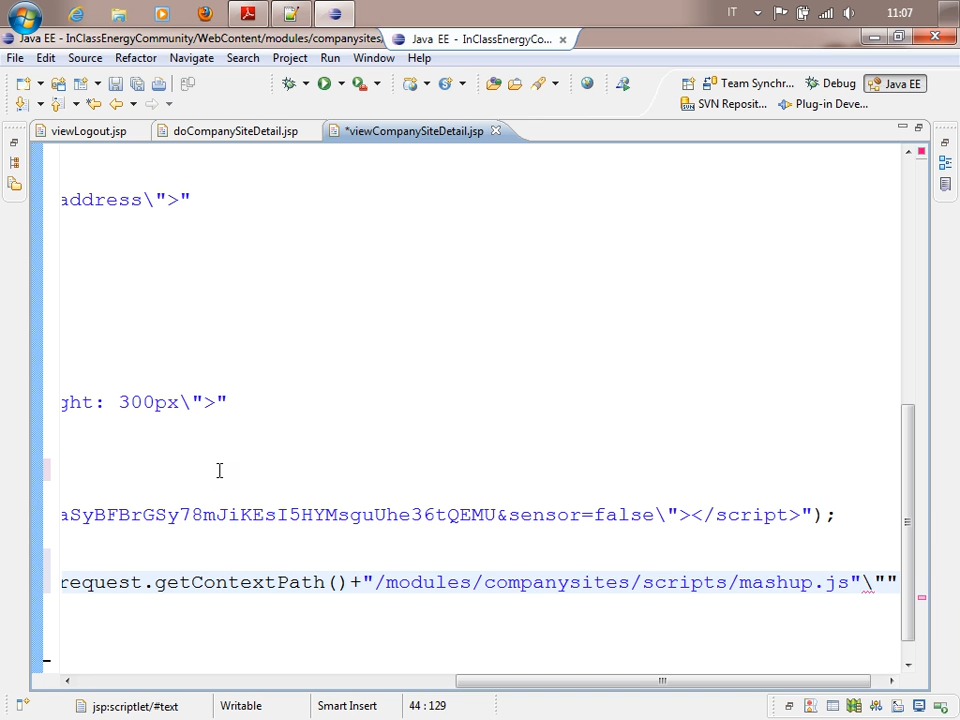 IT 11:07
Java EE - InClassEnergyCommunity/WebContent/modules/companysites
Java EE - InClassEnergyCo...
File Edit Source Refactor Navigate Search Project Run Window Help
Team Synchr... Debug Java EE
SVN Reposit... Plug-in Deve...
viewLogout.jsp doCompanySiteDetail.jsp *viewCompanySiteDetail.jsp
address\">"
ght: 300px\">"
aSyBFBrGSy78mJiKEsI5HYMsguUhe36tQEMU&sensor=false\"></script>");
request.getContextPath()+"/modules/companysites/scripts/mashup.js"\""
jsp:scriptlet/#text Writable Smart Insert 44 : 129